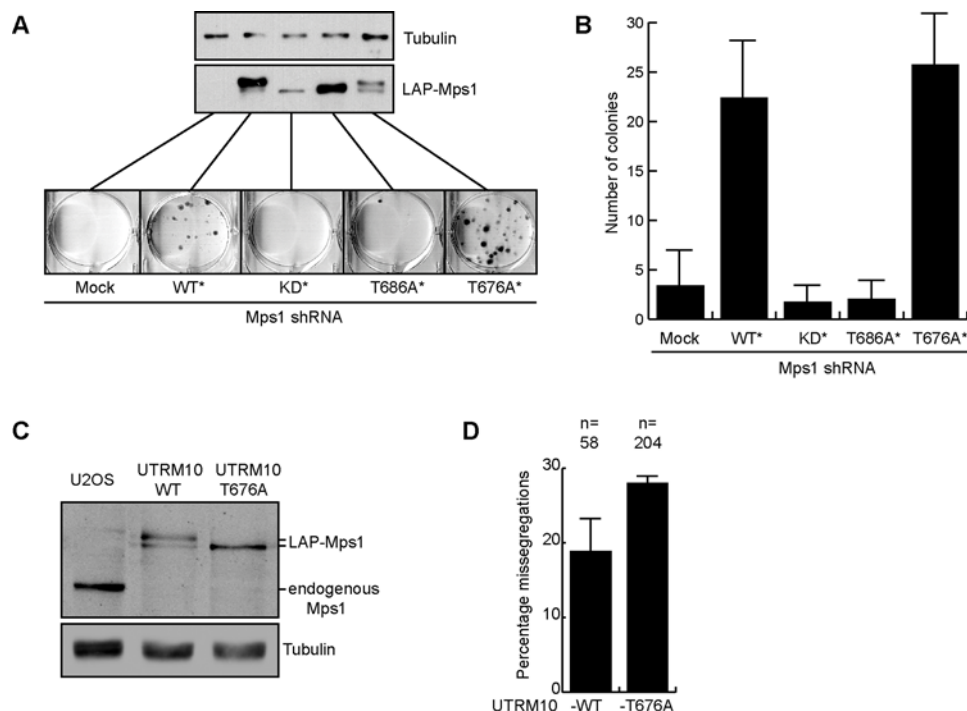 A
Tubulin
LAP-Mps1
Mock WT* KD* T686A* T676A*
Mps1 shRNA
B
Number of colonies
30
25
20
15
10
5
0
Mock WT* KD* T686A* T676A*
Mps1 shRNA
C
U2OS UTRM10 WT UTRM10 T676A
LAP-Mps1
endogenous
Mps1
Tubulin
D
n= n=
58 204
Percentage missegregations
30
20
10
0
UTRM10 -WT -T676A